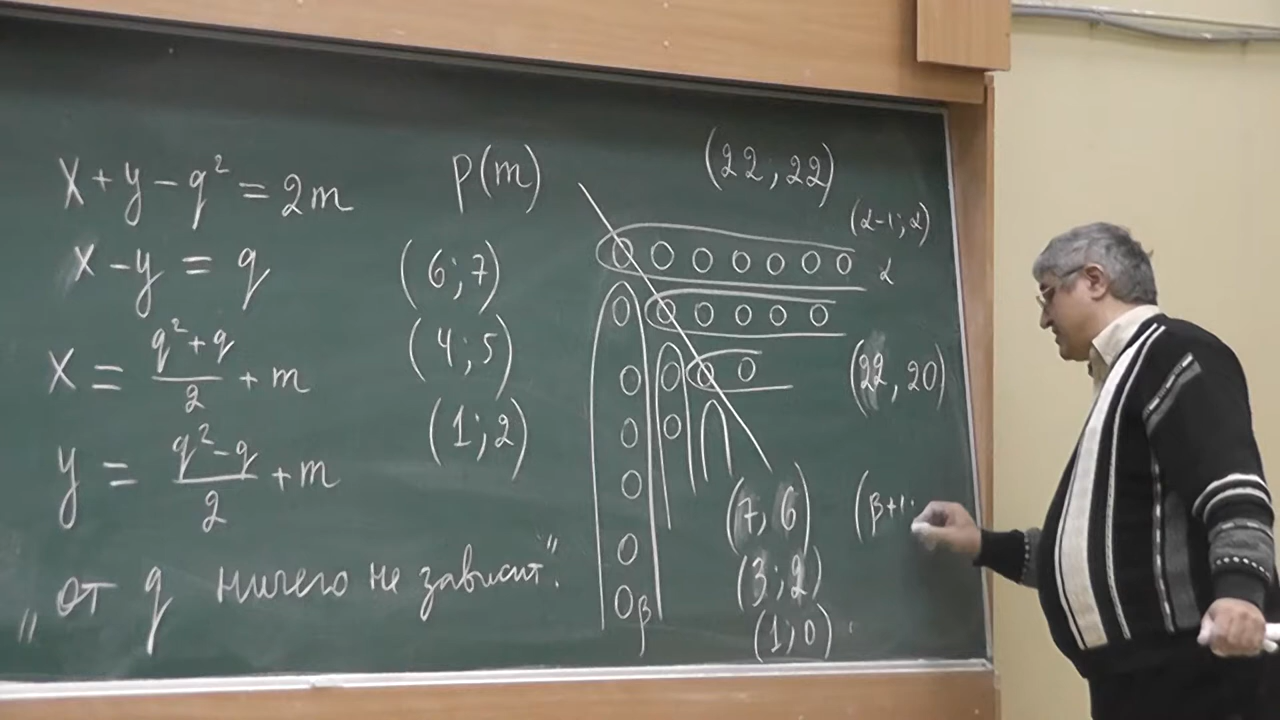 x + y - q² = 2m
x - y = q
x = (q² + q)/2 + m
y = (q² - q)/2 + m
„от q ничего не зависит."
p(m)
(6; 7)
(4; 5)
(1; 2)
(22; 22)
(α-1; α)
α
(22, 20)
β
(7; 6)
(3; 2)
(1; 0)
(β+1;